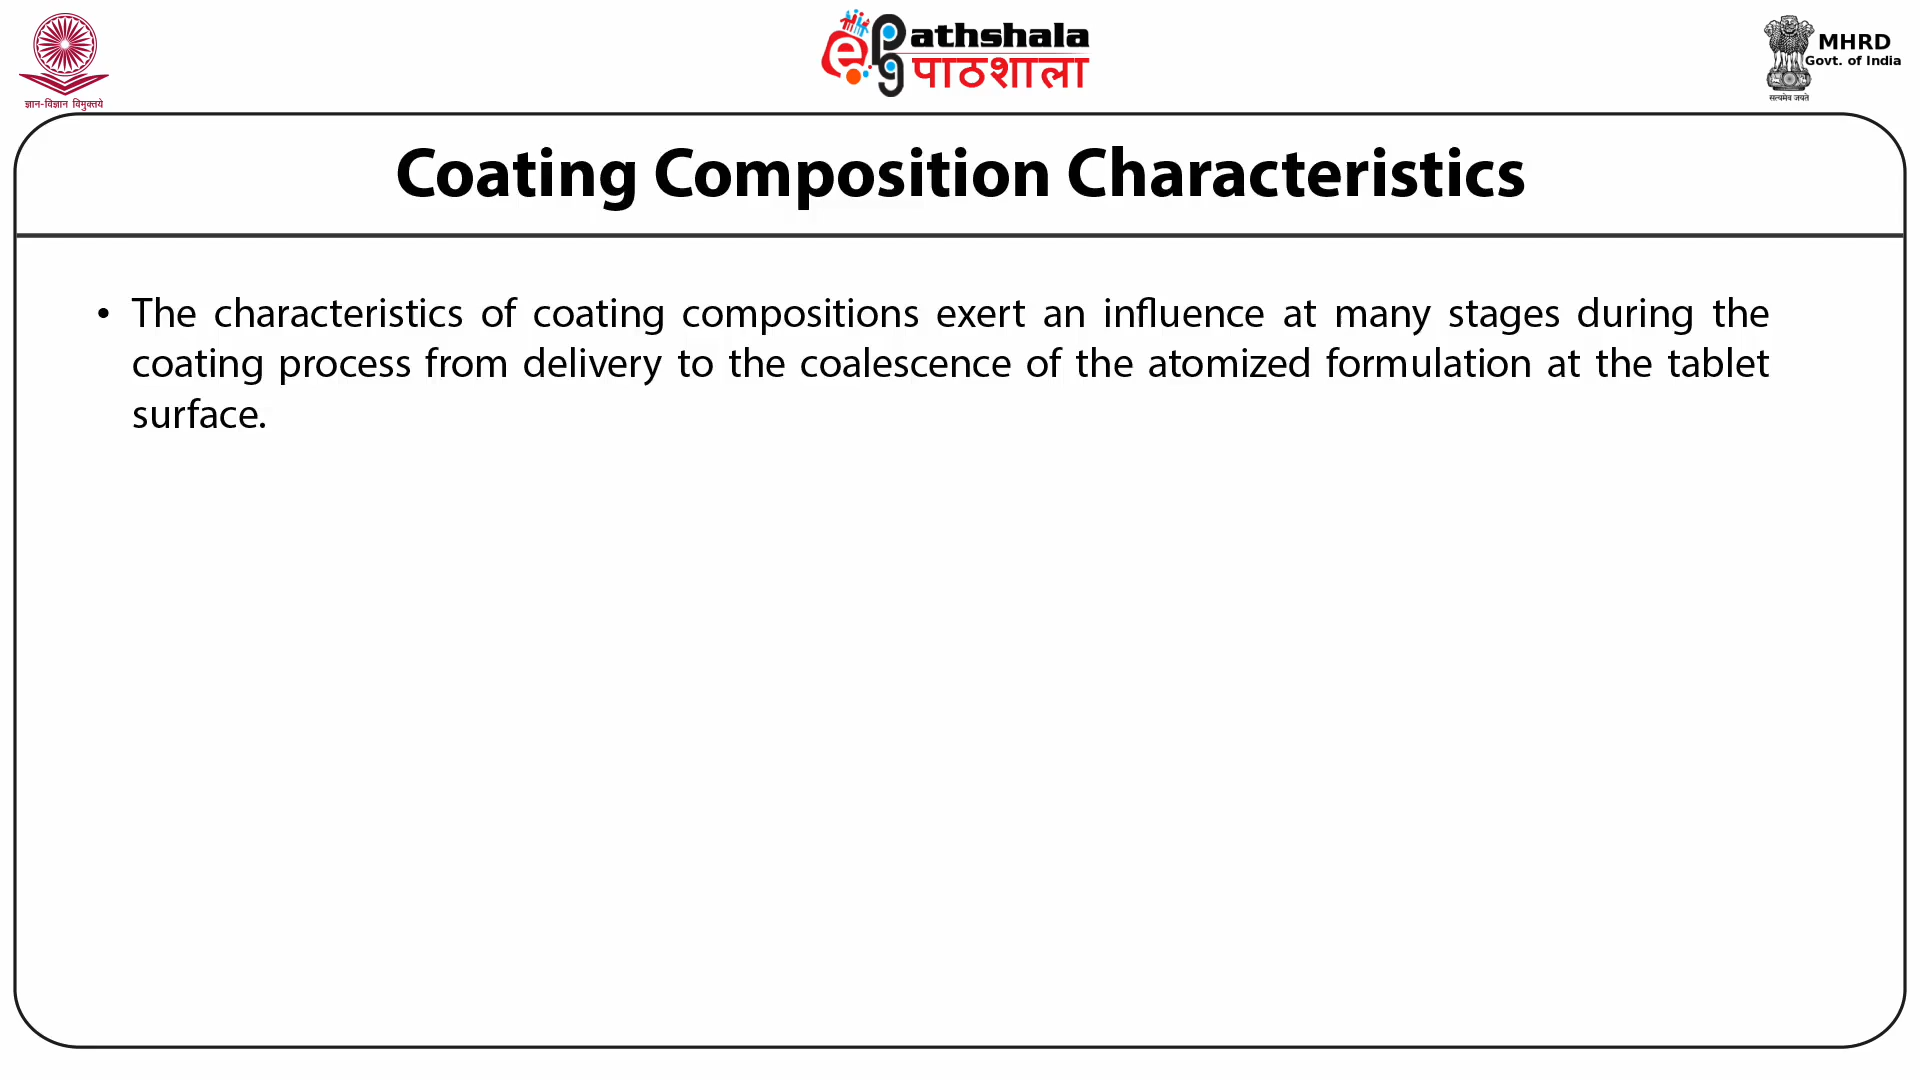 ज्ञान-विज्ञान विमुक्तये
ePathshala
पाठशाला
MHRD
Govt. of India
सत्यमेव जयते
Coating Composition Characteristics
• The characteristics of coating compositions exert an influence at many stages during the
coating process from delivery to the coalescence of the atomized formulation at the tablet
surface.